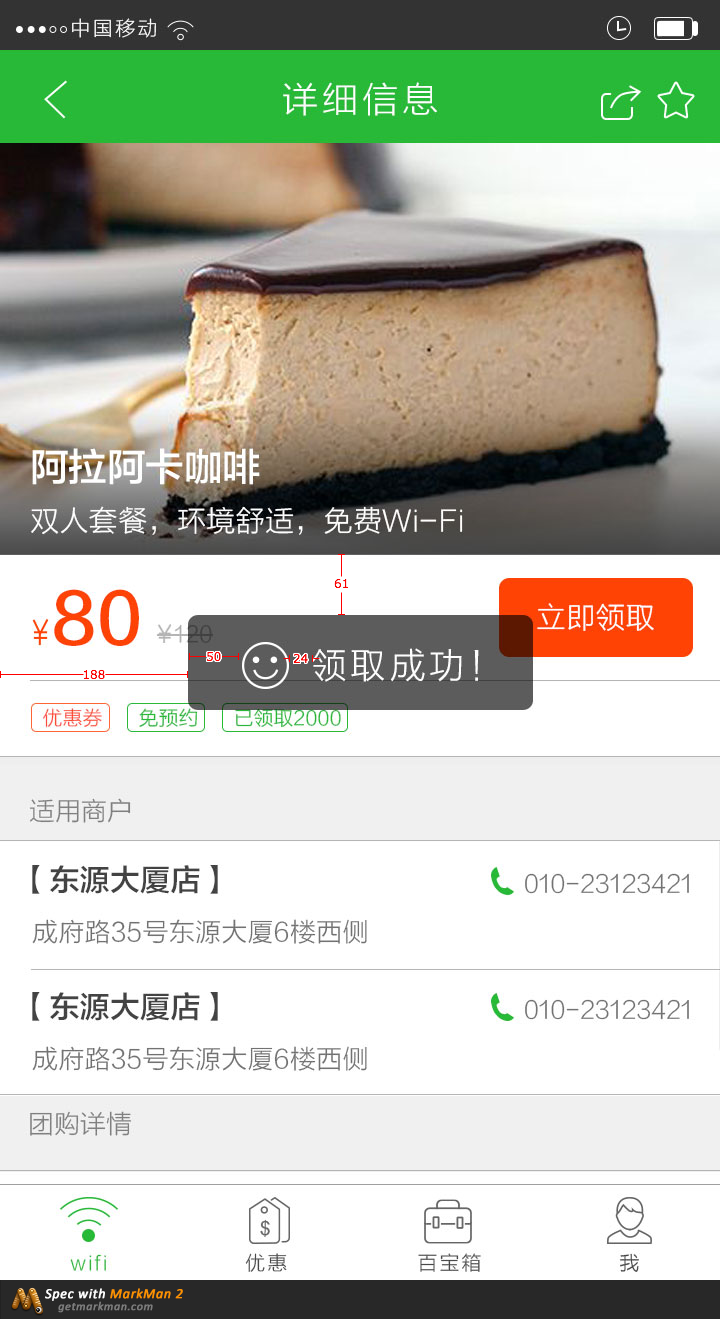 中国移动
详细信息
阿拉阿卡咖啡
双人套餐，环境舒适，免费Wi-Fi
61
¥80 ¥120
立即领取
50 24 领取成功！
188
优惠券 免预约 已领取2000
适用商户
【东源大厦店】 010-23123421
成府路35号东源大厦6楼西侧
【东源大厦店】 010-23123421
成府路35号东源大厦6楼西侧
团购详情
$
wifi 优惠 百宝箱 我
Spec with MarkMan 2
getmarkman.com